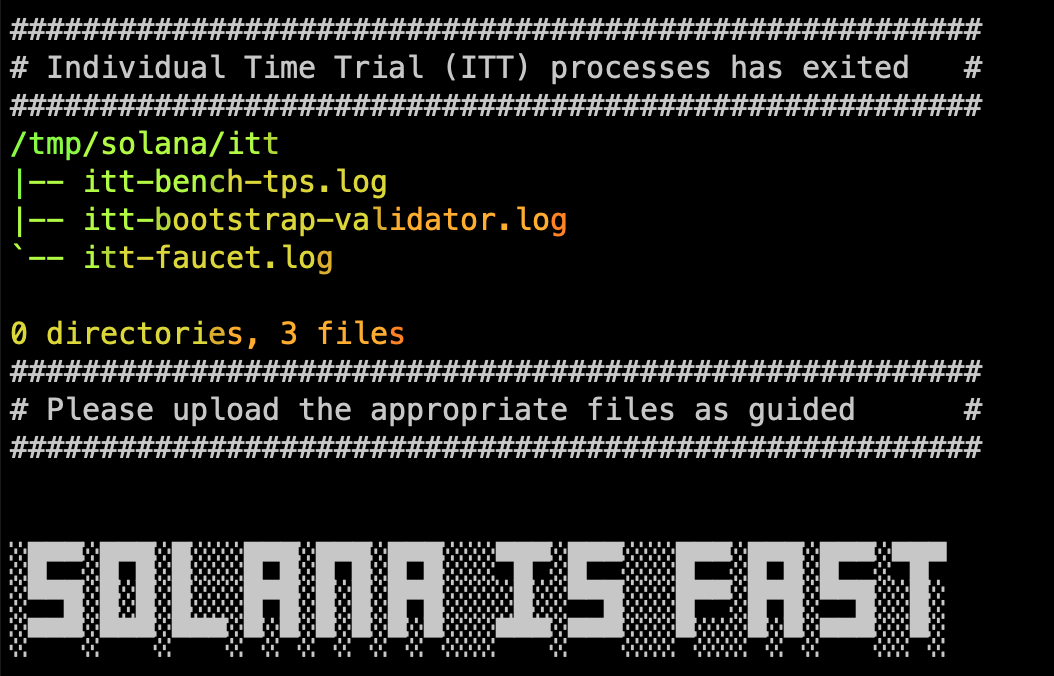 ######################################################
# Individual Time Trial (ITT) processes has exited   #
######################################################
/tmp/solana/itt
|-- itt-bench-tps.log
|-- itt-bootstrap-validator.log
`-- itt-faucet.log
0 directories, 3 files
######################################################
# Please upload the appropriate files as guided      #
######################################################
SOLANA IS FAST